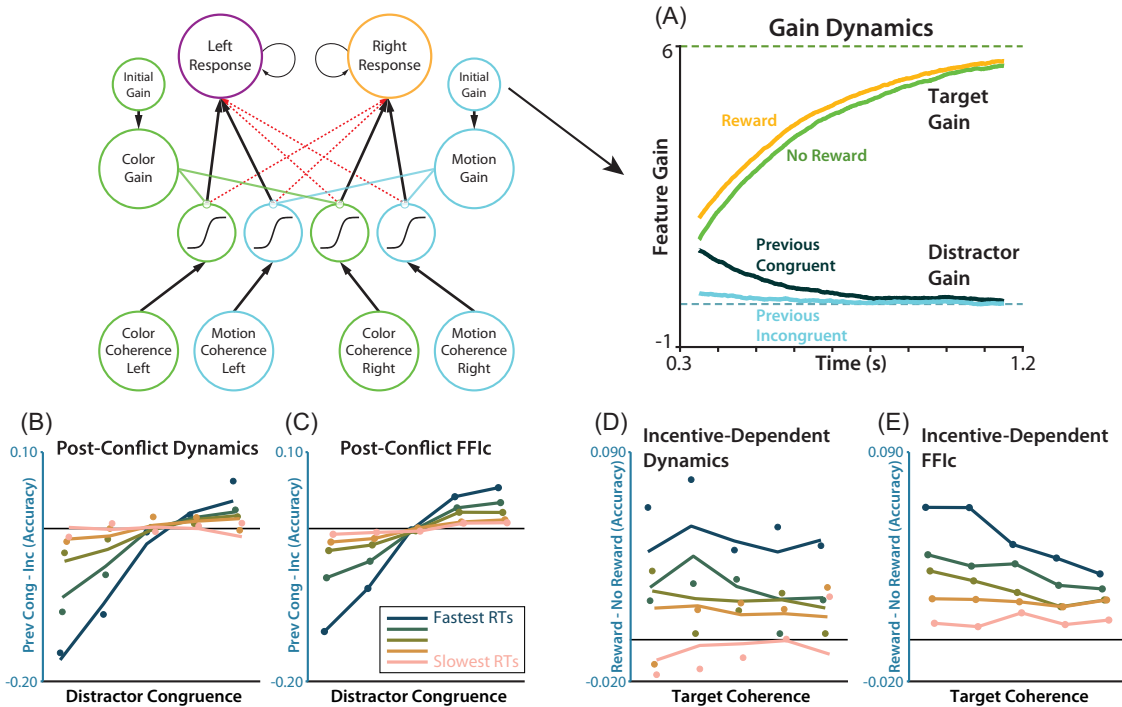 Left
Response
Right
Response
Initial
Gain
Initial
Gain
Color
Gain
Motion
Gain
Color
Coherence
Left
Motion
Coherence
Left
Color
Coherence
Right
Motion
Coherence
Right
(A)
Gain Dynamics
6
Reward
No Reward
Target
Gain
Feature Gain
Previous
Congruent
Distractor
Gain
Previous
Incongruent
-1
0.3
Time (s)
1.2
(B)
Post-Conflict Dynamics
0.10
Prev Cong - Inc (Accuracy)
-0.20
Distractor Congruence
(C)
Post-Conflict FFIc
Fastest RTs
Slowest RTs
Distractor Congruence
(D)
Incentive-Dependent
Dynamics
0.090
Reward - No Reward (Accuracy)
-0.020
Target Coherence
(E)
Incentive-Dependent
FFIc
0.090
Reward - No Reward (Accuracy)
-0.020
Target Coherence
0.10
Prev Cong - Inc (Accuracy)
-0.20